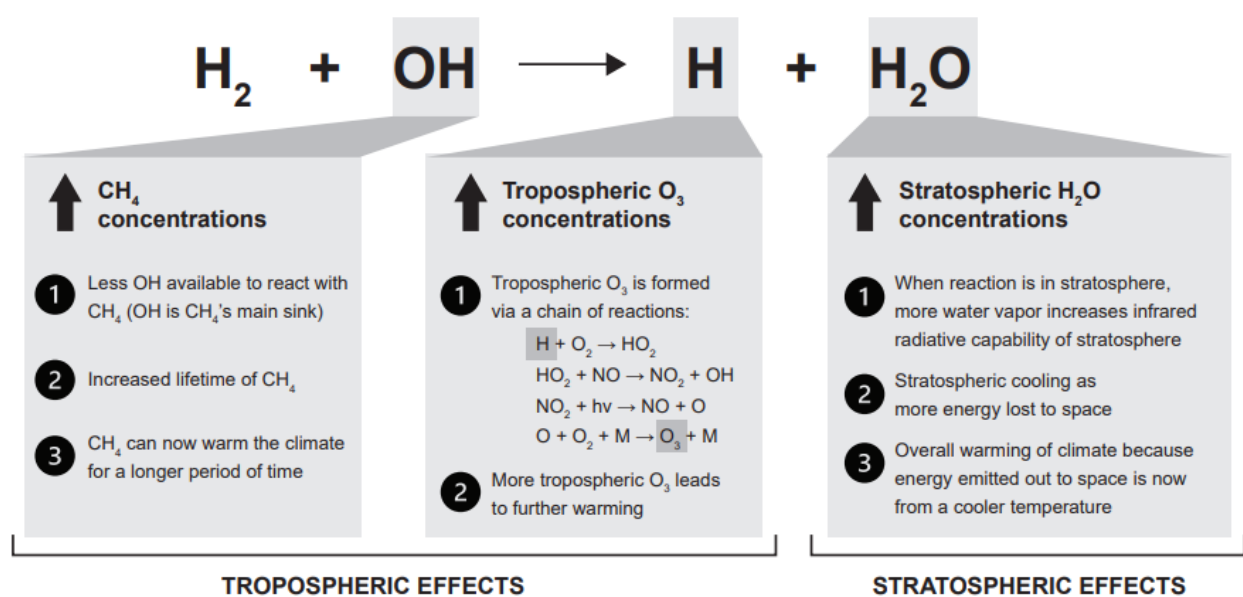 H₂ + OH → H + H₂O
CH₄
concentrations
1 Less OH available to react with
CH₄ (OH is CH₄'s main sink)
2 Increased lifetime of CH₄
3 CH₄ can now warm the climate
for a longer period of time
Tropospheric O₃
concentrations
1 Tropospheric O₃ is formed
via a chain of reactions:
H + O₂ → HO₂
HO₂ + NO → NO₂ + OH
NO₂ + hv → NO + O
O + O₂ + M → O₃ + M
2 More tropospheric O₃ leads
to further warming
Stratospheric H₂O
concentrations
1 When reaction is in stratosphere,
more water vapor increases infrared
radiative capability of stratosphere
2 Stratospheric cooling as
more energy lost to space
3 Overall warming of climate because
energy emitted out to space is now
from a cooler temperature
TROPOSPHERIC EFFECTS
STRATOSPHERIC EFFECTS